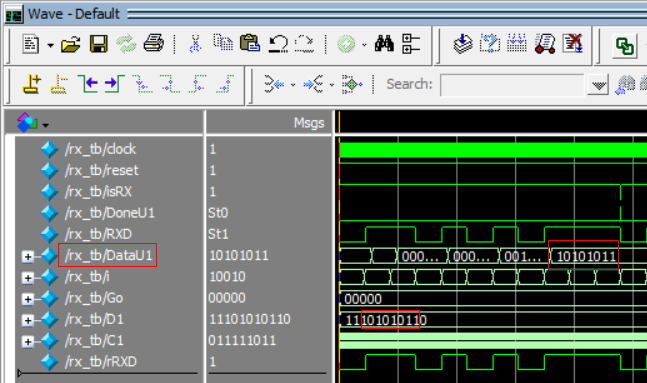 Wave - Default
Search:
Msgs
/rx_tb/clock 1
/rx_tb/reset 1
/rx_tb/isRX 1
/rx_tb/DoneU1 St0
/rx_tb/RXD St1
/rx_tb/DataU1 10101011 000... 000... 001... 10101011
/rx_tb/i 10010
/rx_tb/Go 00000 00000
/rx_tb/D1 11101010110 11101010110
/rx_tb/C1 011111011
/rx_tb/rRXD 1